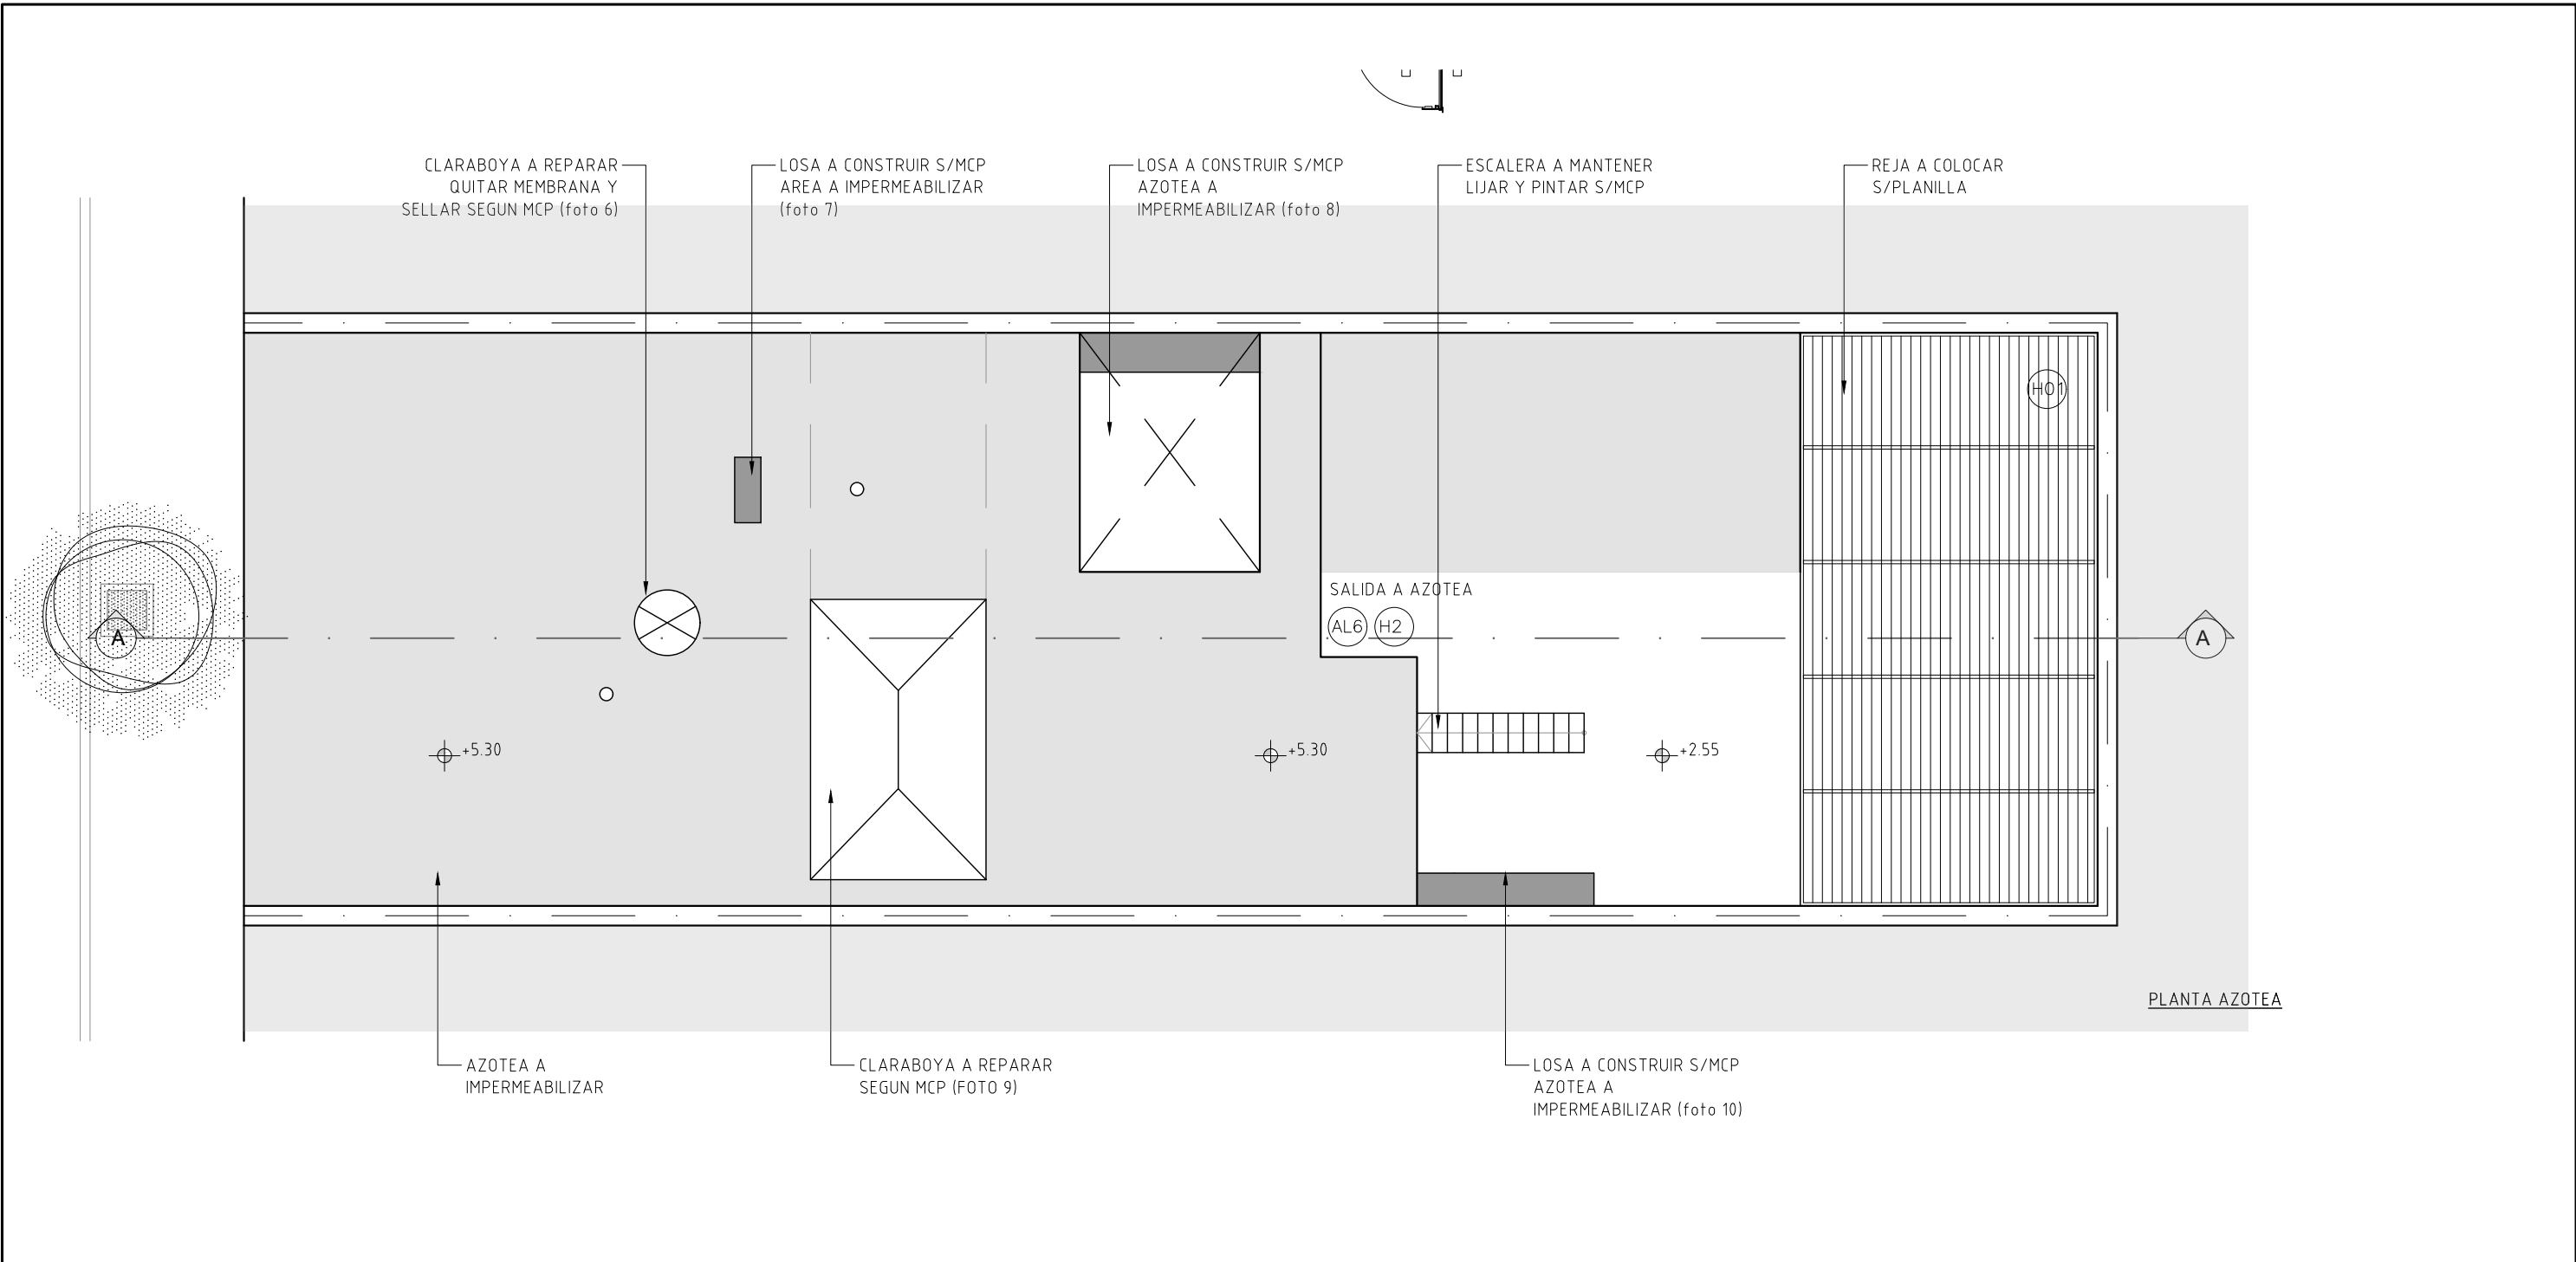 CLARABOYA A REPARAR
QUITAR MEMBRANA Y
SELLAR SEGUN MCP (foto 6)
LOSA A CONSTRUIR S/MCP
AREA A IMPERMEABILIZAR
(foto 7)
LOSA A CONSTRUIR S/MCP
AZOTEA A
IMPERMEABILIZAR (foto 8)
ESCALERA A MANTENER
LIJAR Y PINTAR S/MCP
REJA A COLOCAR
S/PLANILLA
H01
SALIDA A AZOTEA
AL6
H2
A
A
+5.30
+5.30
+2.55
PLANTA AZOTEA
AZOTEA A
IMPERMEABILIZAR
CLARABOYA A REPARAR
SEGUN MCP (FOTO 9)
LOSA A CONSTRUIR S/MCP
AZOTEA A
IMPERMEABILIZAR (foto 10)